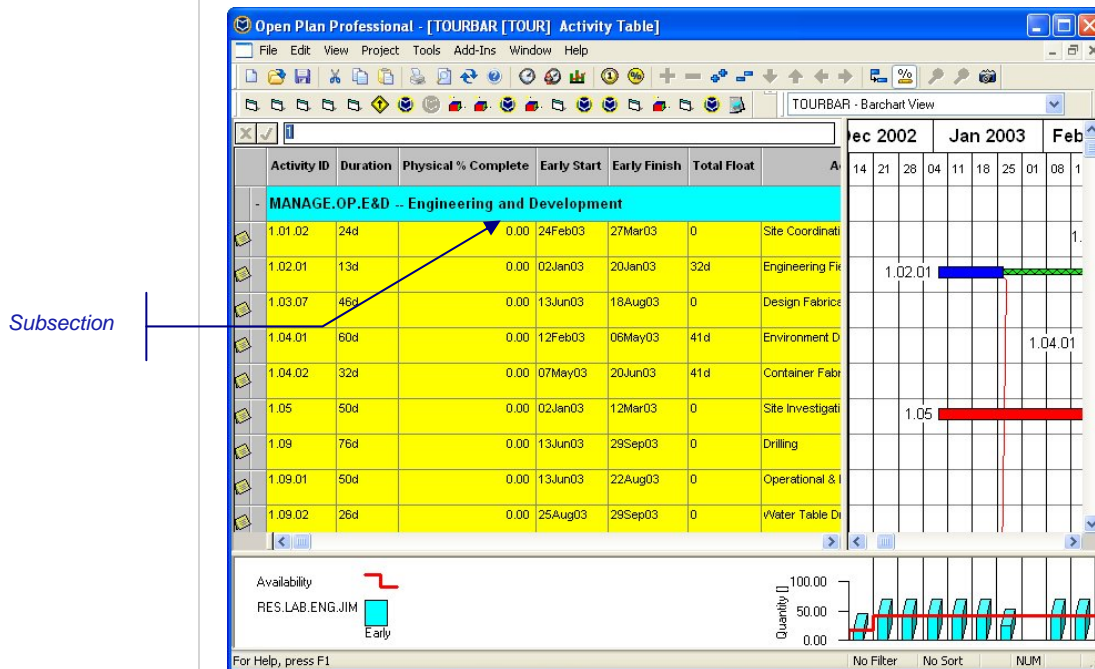 Open Plan Professional - [TOURBAR [TOUR]  Activity Table]
File Edit View Project Tools Add-Ins Window Help
TOURBAR - Barchart View
1
Dec 2002 Jan 2003 Feb
Activity ID Duration Physical % Complete Early Start Early Finish Total Float
14 21 28 04 11 18 25 01 08
- MANAGE.OP.E&D -- Engineering and Development
1.01.02 24d 0.00 24Feb03 27Mar03 0 Site Coordinati
1.02.01 13d 0.00 02Jan03 20Jan03 32d Engineering Fie 1.02.01
1.03.07 46d 0.00 13Jun03 18Aug03 0 Design Fabrica
Subsection
1.04.01 60d 0.00 12Feb03 06May03 41d Environment D 1.04.01
1.04.02 32d 0.00 07May03 20Jun03 41d Container Fabr
1.05 50d 0.00 02Jan03 12Mar03 0 Site Investigati 1.05
1.09 76d 0.00 13Jun03 29Sep03 0 Drilling
1.09.01 50d 0.00 13Jun03 22Aug03 0 Operational &
1.09.02 26d 0.00 25Aug03 29Sep03 0 Water Table Dr
Availability
RES.LAB.ENG.JIM
Early
Quantity []
100.00
50.00
0.00
For Help, press F1 No Filter No Sort NUM